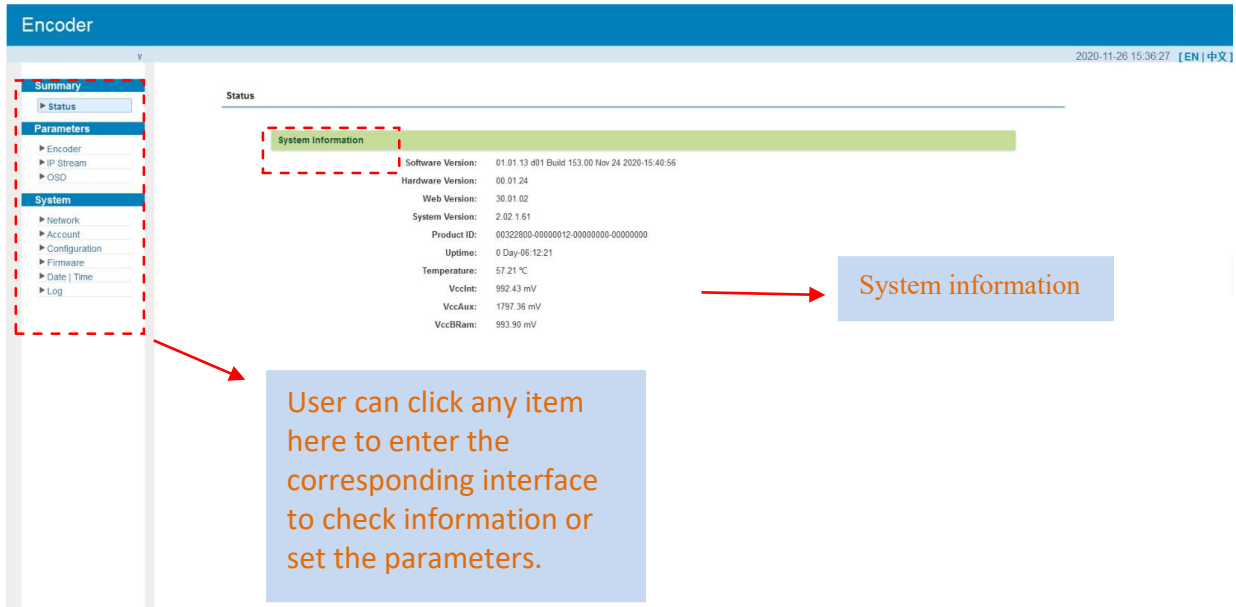 Encoder
v
2020-11-26 15:36:27 [ EN | 中文 ]
Summary
Status
Parameters
Encoder
IP Stream
OSD
System
Network
Account
Configuration
Firmware
Date | Time
Log
Status
System Information
Software Version: 01.01.13 d01 Build 153.00 Nov 24 2020-15:40:56
Hardware Version: 00.01.24
Web Version: 30.01.02
System Version: 2.02.1.61
Product ID: 00322800-00000012-00000000-00000000
Uptime: 0 Day-06:12:21
Temperature: 57.21 ℃
VccInt: 992.43 mV
VccAux: 1797.36 mV
VccBRam: 993.90 mV
System information
User can click any item
here to enter the
corresponding interface
to check information or
set the parameters.